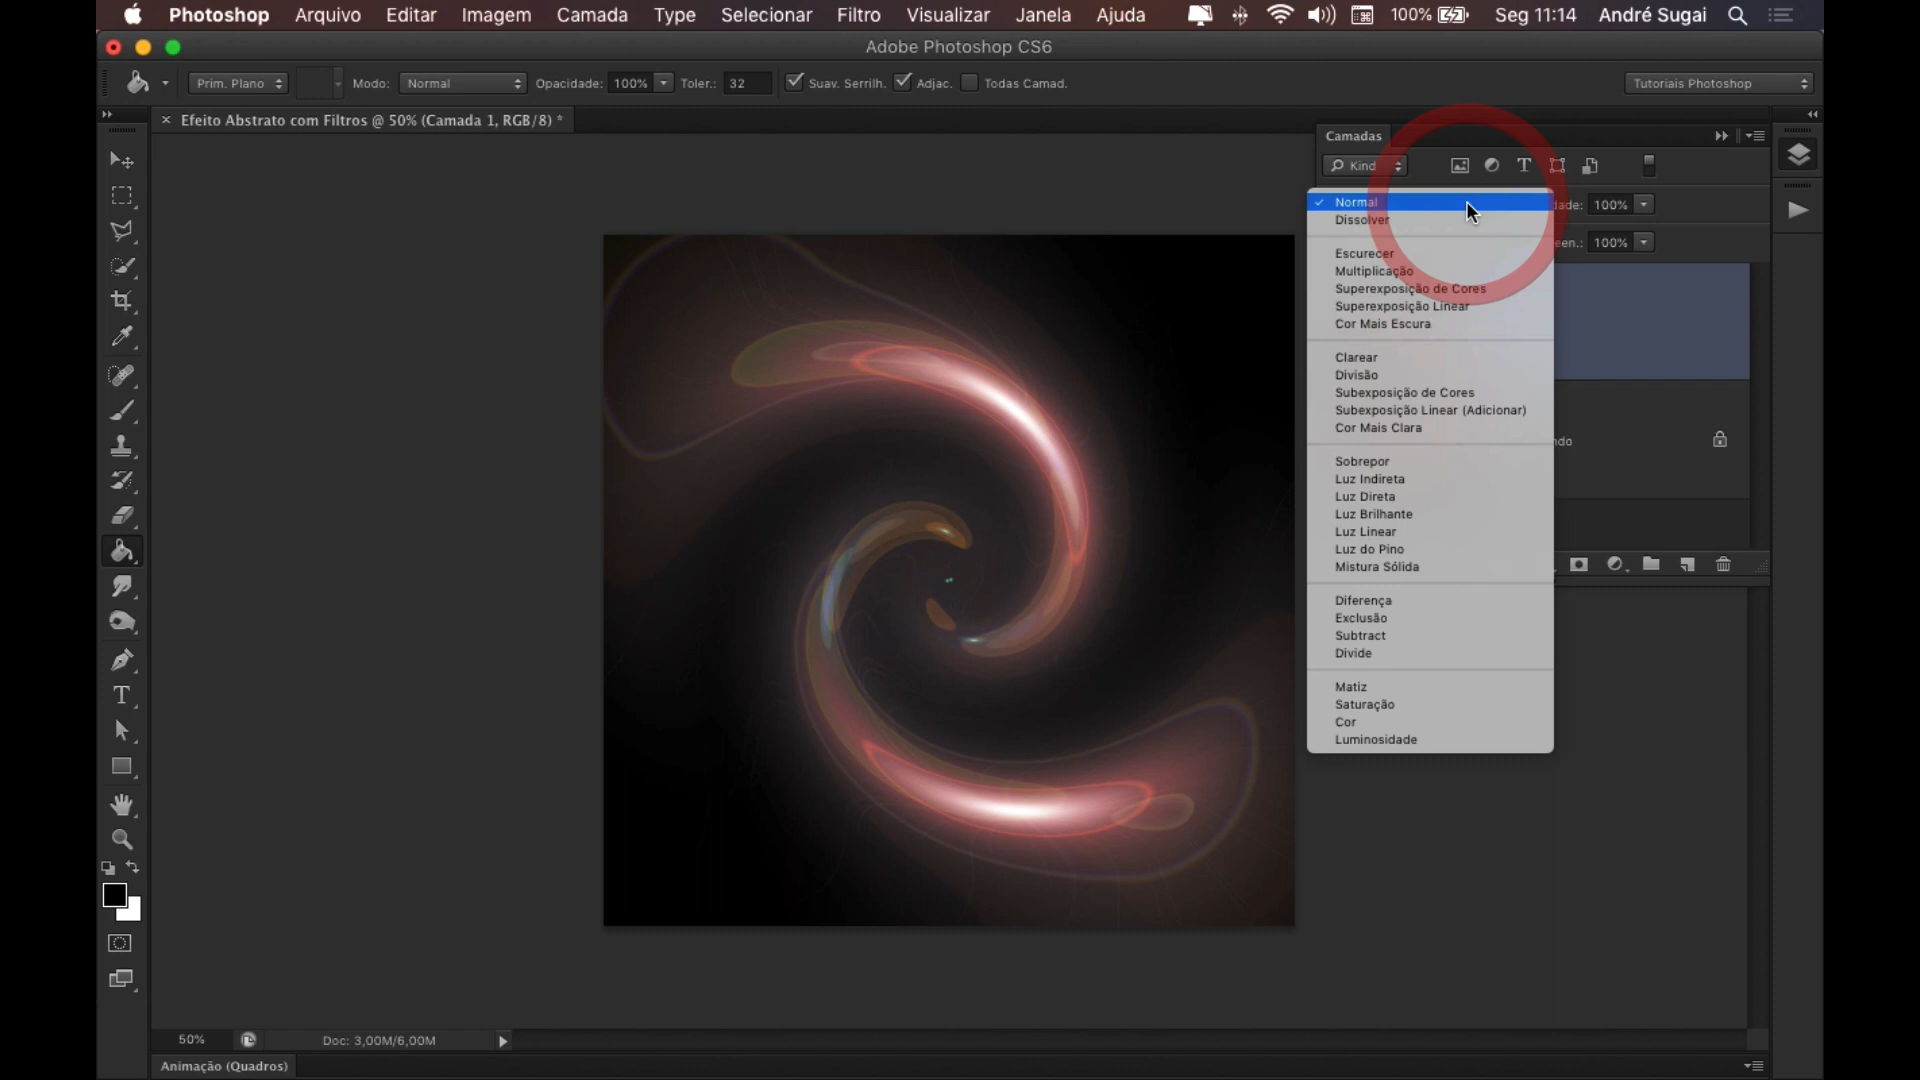 Photoshop Arquivo Editar Imagem Camada Type Selecionar Filtro Visualizar Janela Ajuda 100% Seg 11:14 André Sugai
Adobe Photoshop CS6
Prim. Plano Modo: Normal Opacidade: 100% Toler.: 32 Suav. Serrilh. Adjac. Todas Camad. Tutoriais Photoshop
× Efeito Abstrato com Filtros @ 50% (Camada 1, RGB/8) *
Camadas
Kind
Normal
dade: 100%
Dissolver
een.: 100%
Escurecer
Multiplicação
Superexposição de Cores
Superexposição Linear
Cor Mais Escura
Clarear
Divisão
Subexposição de Cores
Subexposição Linear (Adicionar)
Cor Mais Clara
ndo
Sobrepor
Luz Indireta
Luz Direta
Luz Brilhante
Luz Linear
Luz do Pino
Mistura Sólida
Diferença
Exclusão
Subtract
Divide
Matiz
Saturação
Cor
Luminosidade
50% Doc: 3,00M/6,00M
Animação (Quadros)